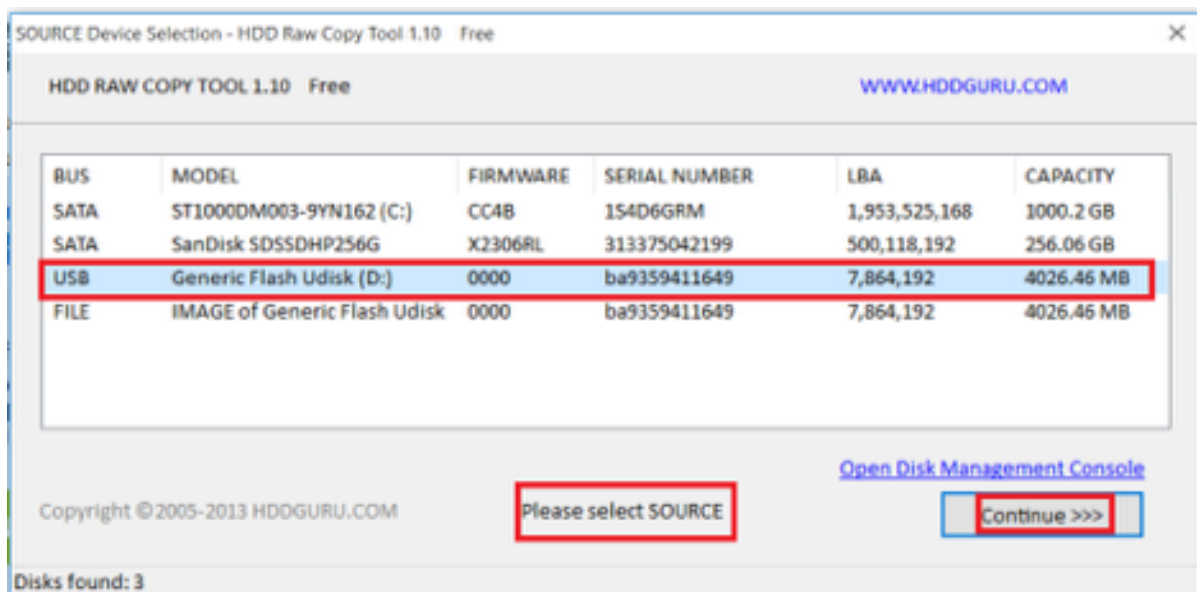 SOURCE Device Selection - HDD Raw Copy Tool 1.10 Free
HDD RAW COPY TOOL 1.10 Free WWW.HDDGURU.COM
BUS MODEL FIRMWARE SERIAL NUMBER LBA CAPACITY
SATA ST1000DM003-9YN162 (C:) CC4B 1S4D6GRM 1,953,525,168 1000.2 GB
SATA SanDisk SDSSDHP256G X2306RL 313375042199 500,118,192 256.06 GB
USB Generic Flash Udisk (D:) 0000 ba9359411649 7,864,192 4026.46 MB
FILE IMAGE of Generic Flash Udisk 0000 ba9359411649 7,864,192 4026.46 MB
Open Disk Management Console
Copyright ©2005-2013 HDDGURU.COM Please select SOURCE Continue >>>
Disks found: 3